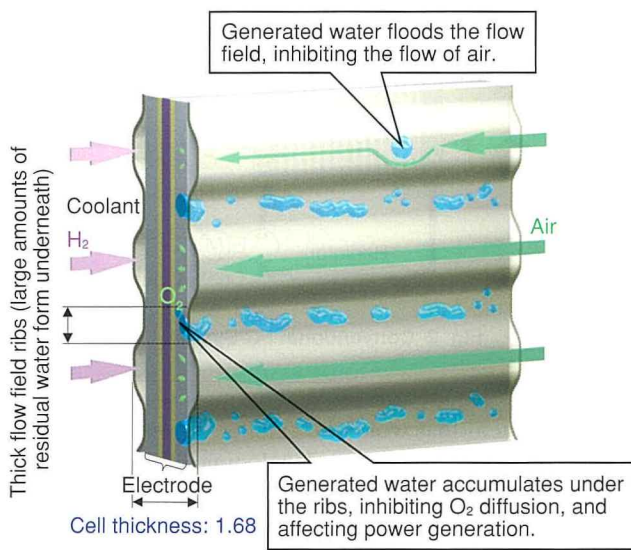 Generated water floods the flow
field, inhibiting the flow of air.
Thick flow field ribs (large amounts of
residual water form underneath)
Coolant
H₂
Air
O₂
Electrode
Cell thickness: 1.68
Generated water accumulates under
the ribs, inhibiting O₂ diffusion, and
affecting power generation.